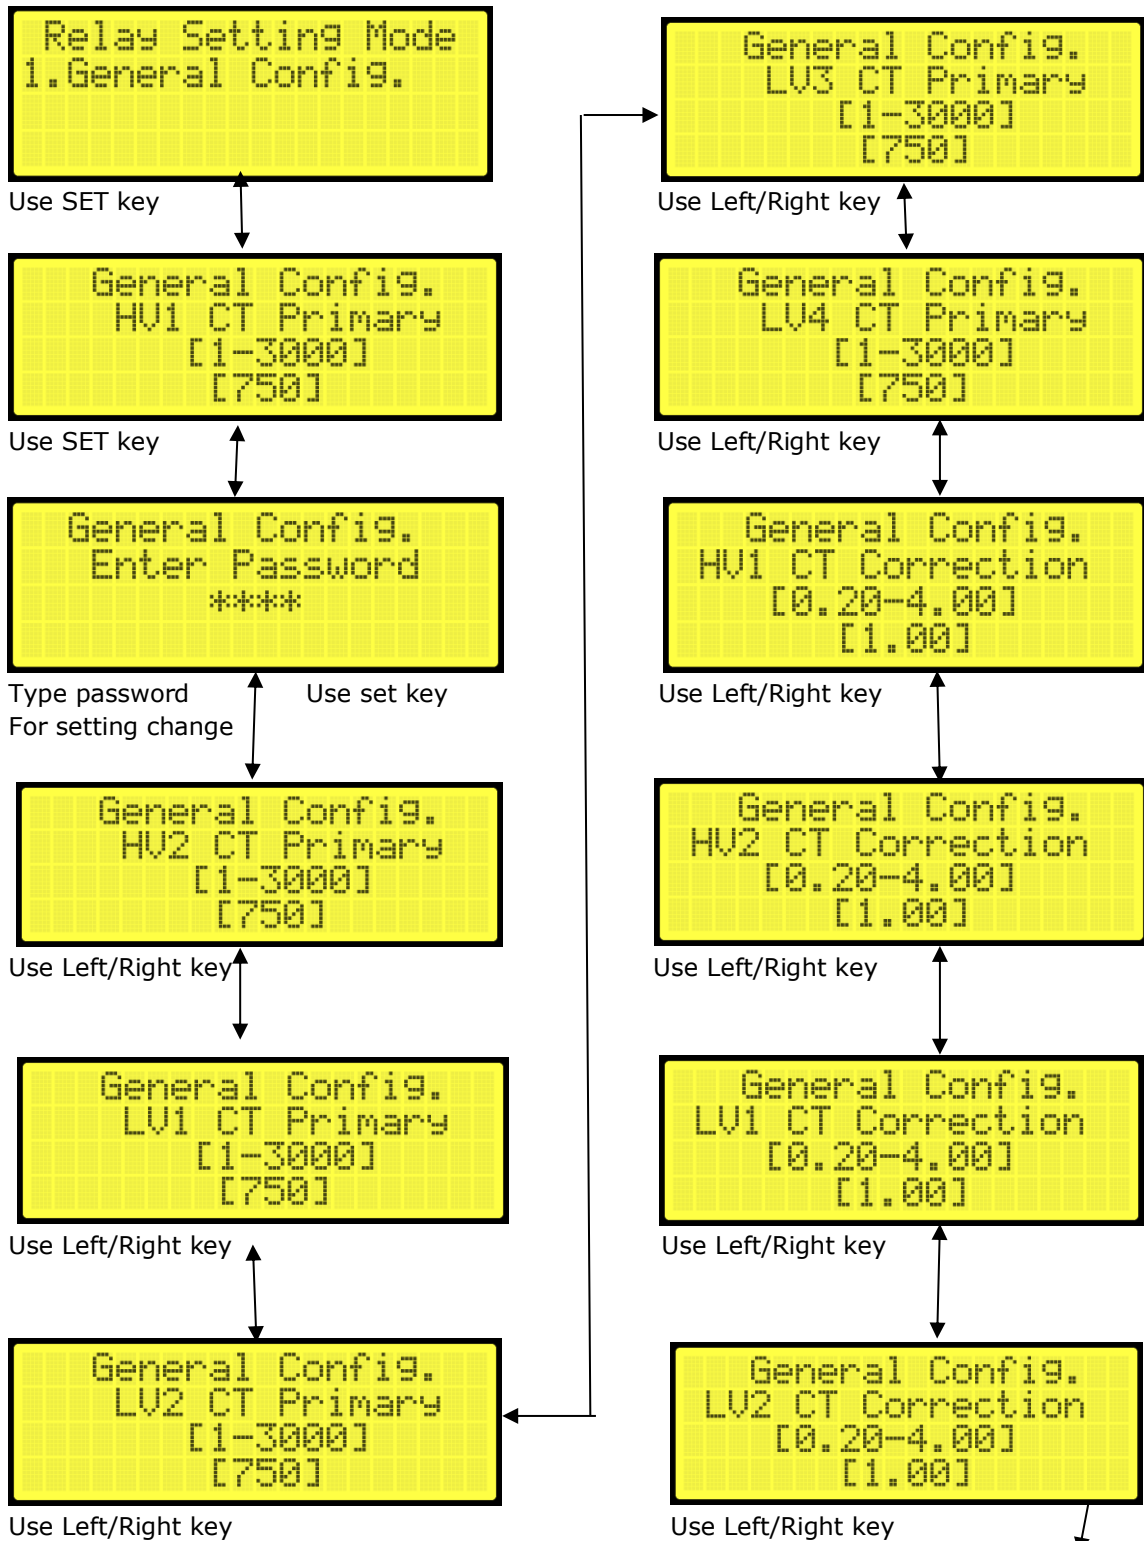 Relay Setting Mode
1.General Config.
Use SET key
General Config.
HV1 CT Primary
[1-3000]
[750]
Use SET key
General Config.
Enter Password
****
Type password Use set key
For setting change
General Config.
HV2 CT Primary
[1-3000]
[750]
Use Left/Right key
General Config.
LV1 CT Primary
[1-3000]
[750]
Use Left/Right key
General Config.
LV2 CT Primary
[1-3000]
[750]
Use Left/Right key
General Config.
LV3 CT Primary
[1-3000]
[750]
Use Left/Right key
General Config.
LV4 CT Primary
[1-3000]
[750]
Use Left/Right key
General Config.
HV1 CT Correction
[0.20-4.00]
[1.00]
Use Left/Right key
General Config.
HV2 CT Correction
[0.20-4.00]
[1.00]
Use Left/Right key
General Config.
LV1 CT Correction
[0.20-4.00]
[1.00]
Use Left/Right key
General Config.
LV2 CT Correction
[0.20-4.00]
[1.00]
Use Left/Right key